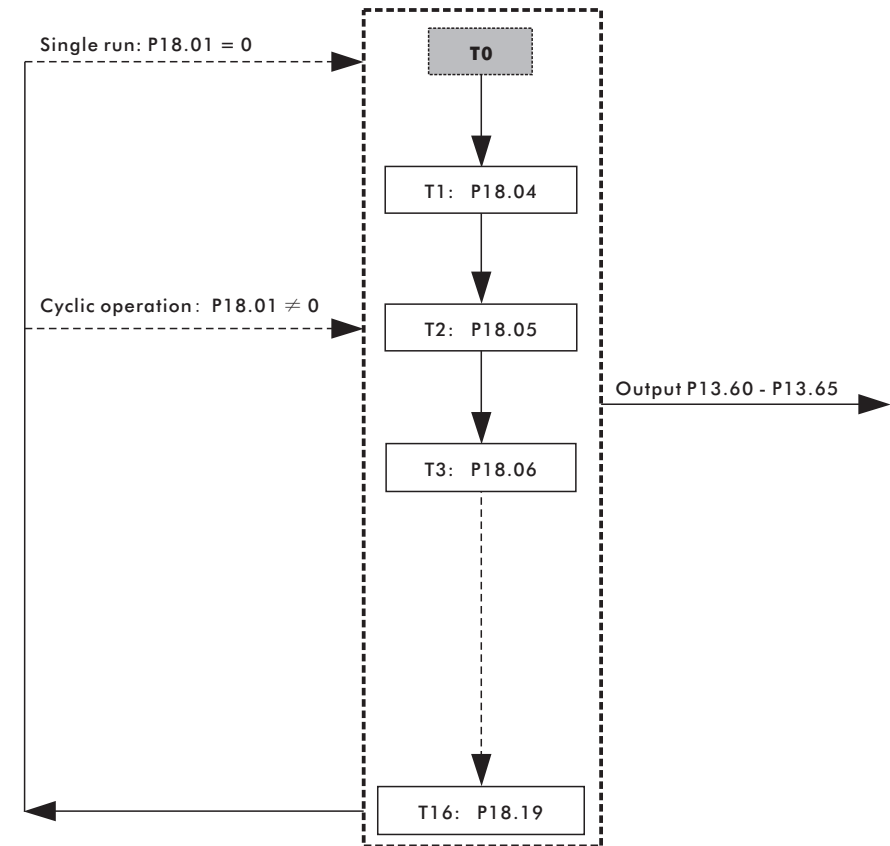 Single run: P18.01 = 0
T0
T1: P18.04
Cyclic operation: P18.01 ≠ 0
T2: P18.05
Output P13.60 - P13.65
T3: P18.06
T16: P18.19